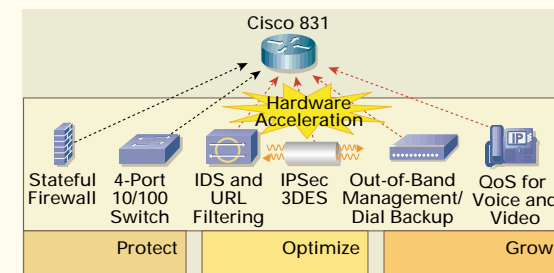 Cisco 831
Hardware
Acceleration
IP
Stateful
Firewall
4-Port
10/100
Switch
IDS and
URL
Filtering
IPSec
3DES
Out-of-Band
Management/
Dial Backup
QoS for
Voice and
Video
Protect
Optimize
Grow